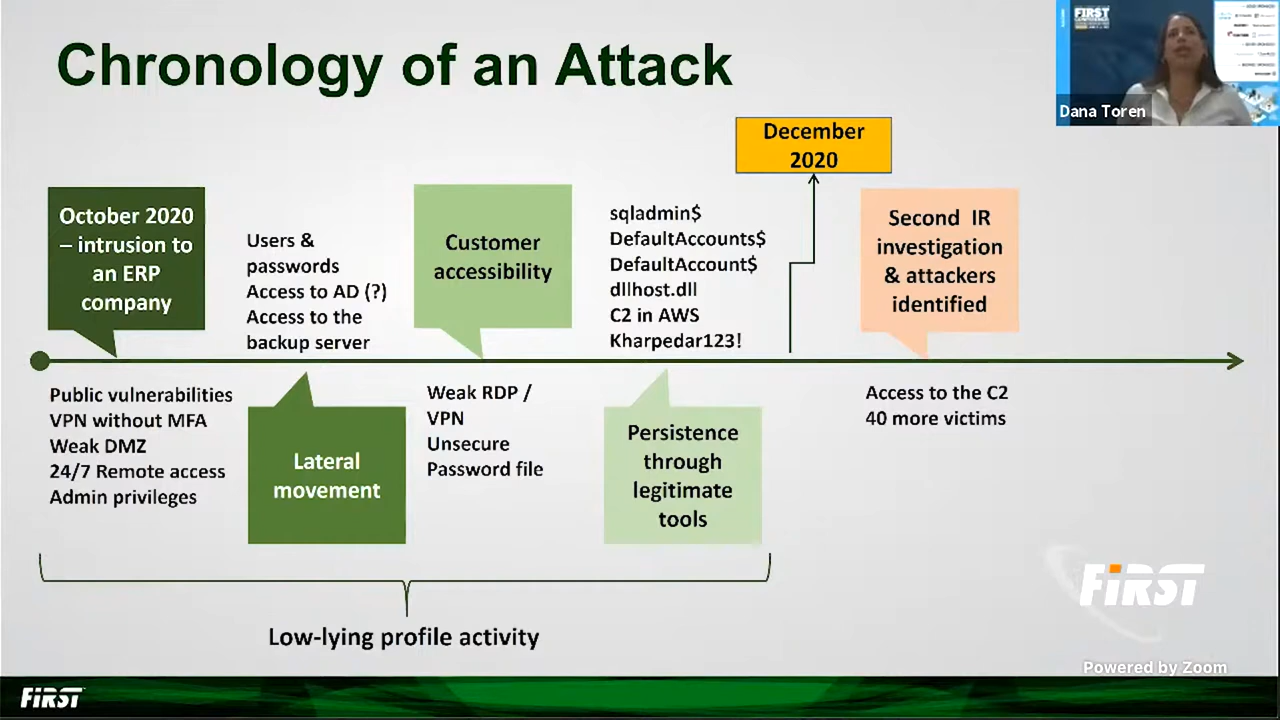 Chronology of an Attack
FIRST
CONFERENCE
Dana Toren
December
2020
October 2020
– intrusion to
an ERP
company
Users &
passwords
Access to AD (?)
Access to the
backup server
Customer
accessibility
sqladmin$
DefaultAccounts$
DefaultAccount$
dllhost.dll
C2 in AWS
Kharpedar123!
Second IR
investigation
& attackers
identified
Public vulnerabilities
VPN without MFA
Weak DMZ
24/7 Remote access
Admin privileges
Lateral
movement
Weak RDP /
VPN
Unsecure
Password file
Persistence
through
legitimate
tools
Access to the C2
40 more victims
Low-lying profile activity
FiRST
Powered by Zoom
FiRST